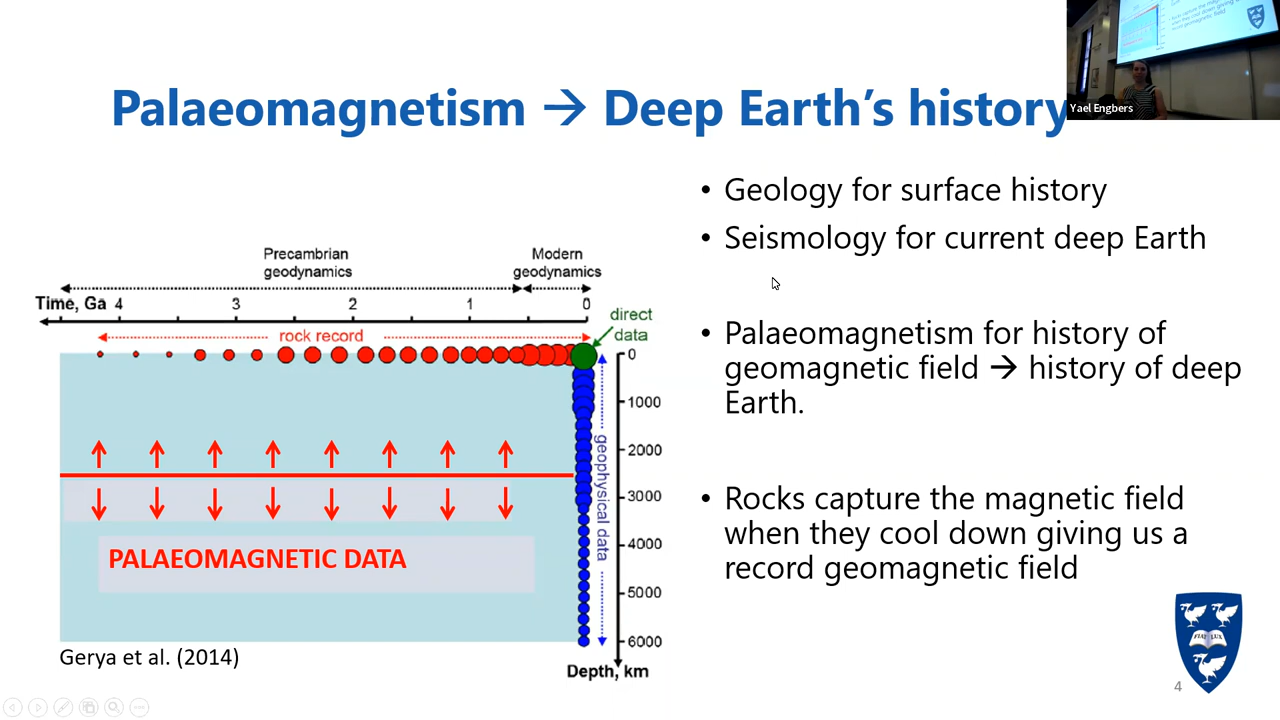 Palaeomagnetism → Deep Earth's history
Yael Engbers
• Geology for surface history
• Seismology for current deep Earth
• Palaeomagnetism for history of
geomagnetic field → history of deep
Earth.
• Rocks capture the magnetic field
when they cool down giving us a
record geomagnetic field
Precambrian
geodynamics
Modern
geodynamics
Time, Ga 4 3 2 1 0
direct
data
rock record
0
1000
2000
3000
4000
5000
6000
geophysical data
PALAEOMAGNETIC DATA
Depth, km
Gerya et al. (2014)
FIAT LUX
4